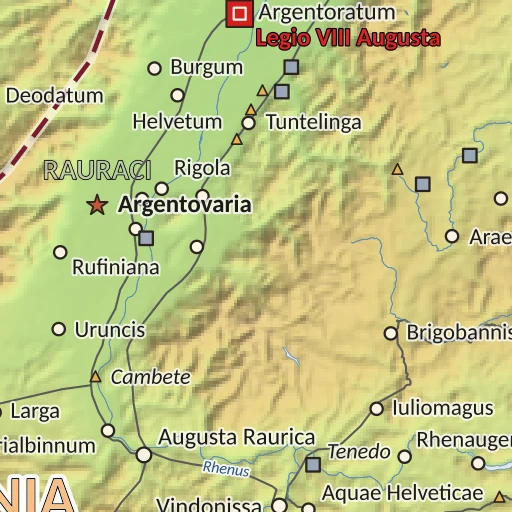 Argentoratum
Legio VIII Augusta
Burgum
Deodatum
Helvetum
Tuntelinga
RAURACI
Rigola
Argentovaria
Arae
Rufiniana
Uruncis
Brigobannis
Cambete
Larga
Iuliomagus
rialbinnum
Augusta Raurica
Tenedo
Rhenauger
Rhenus
Aquae Helveticae
NIA
Vindonissa